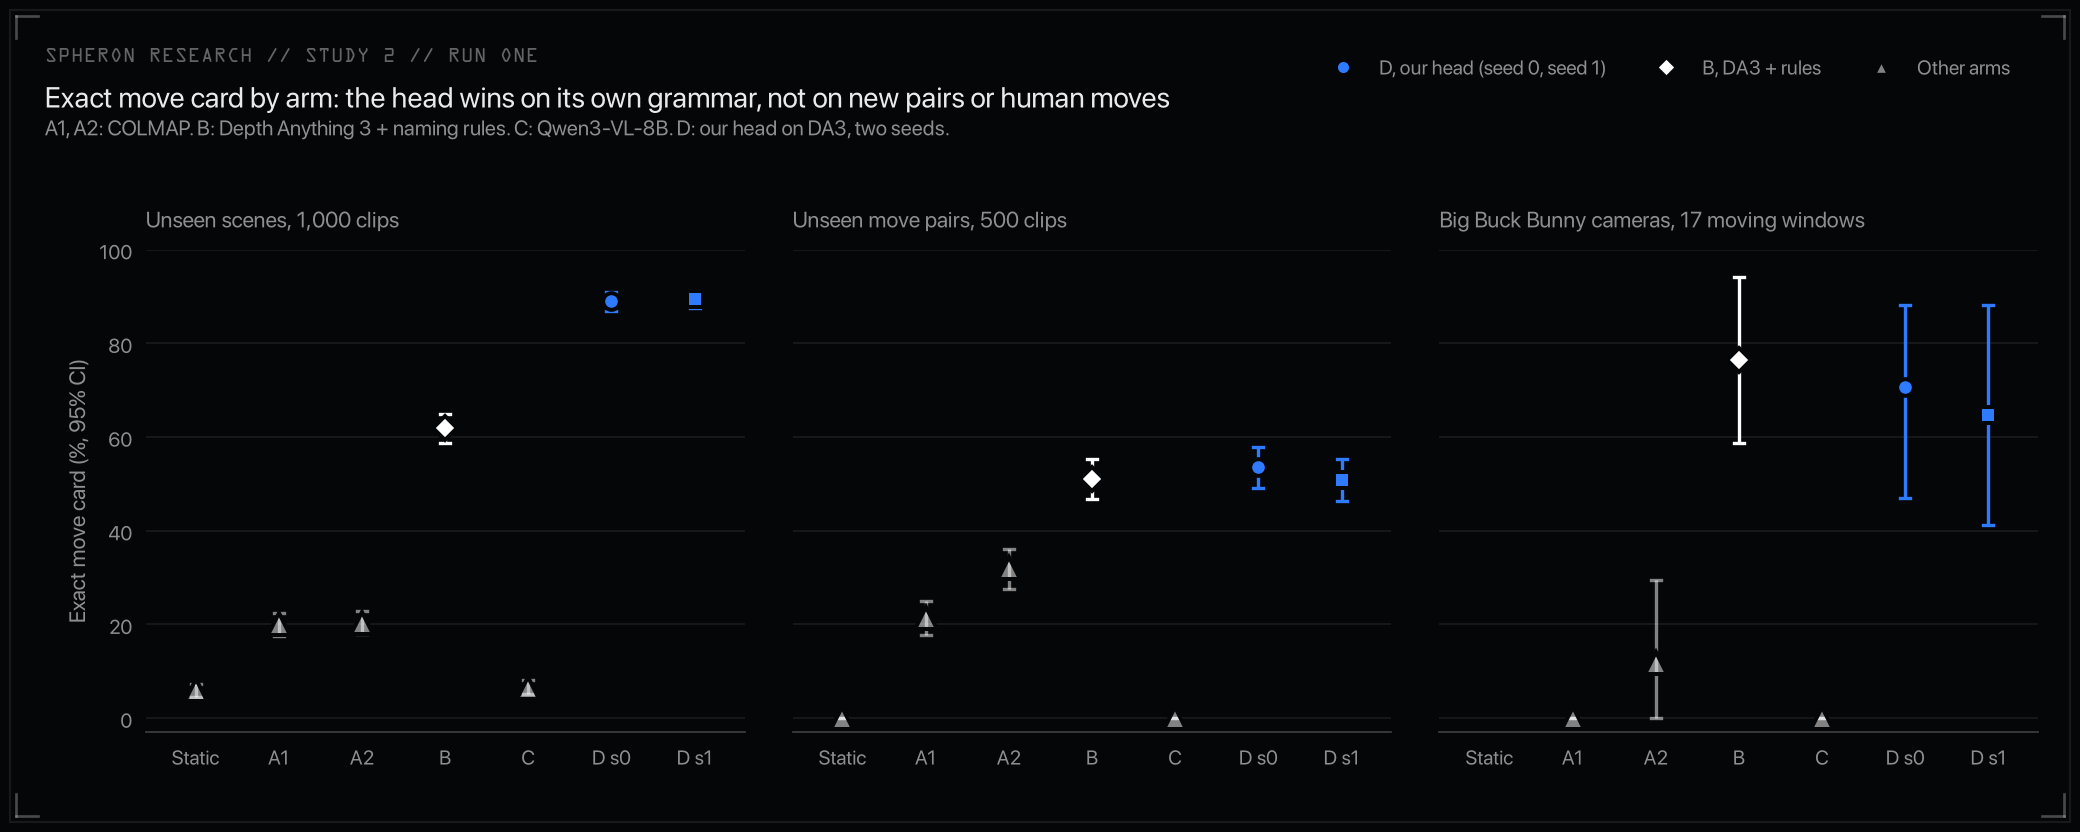 SPHERON RESEARCH // STUDY 2 // RUN ONE
Exact move card by arm: the head wins on its own grammar, not on new pairs or human moves
A1, A2: COLMAP. B: Depth Anything 3 + naming rules. C: Qwen3-VL-8B. D: our head on DA3, two seeds.
D, our head (seed 0, seed 1)
B, DA3 + rules
Other arms
Unseen scenes, 1,000 clips
Unseen move pairs, 500 clips
Big Buck Bunny cameras, 17 moving windows
Exact move card (%, 95% CI)
100
80
60
40
20
0
Static A1 A2 B C D s0 D s1
Static A1 A2 B C D s0 D s1
Static A1 A2 B C D s0 D s1